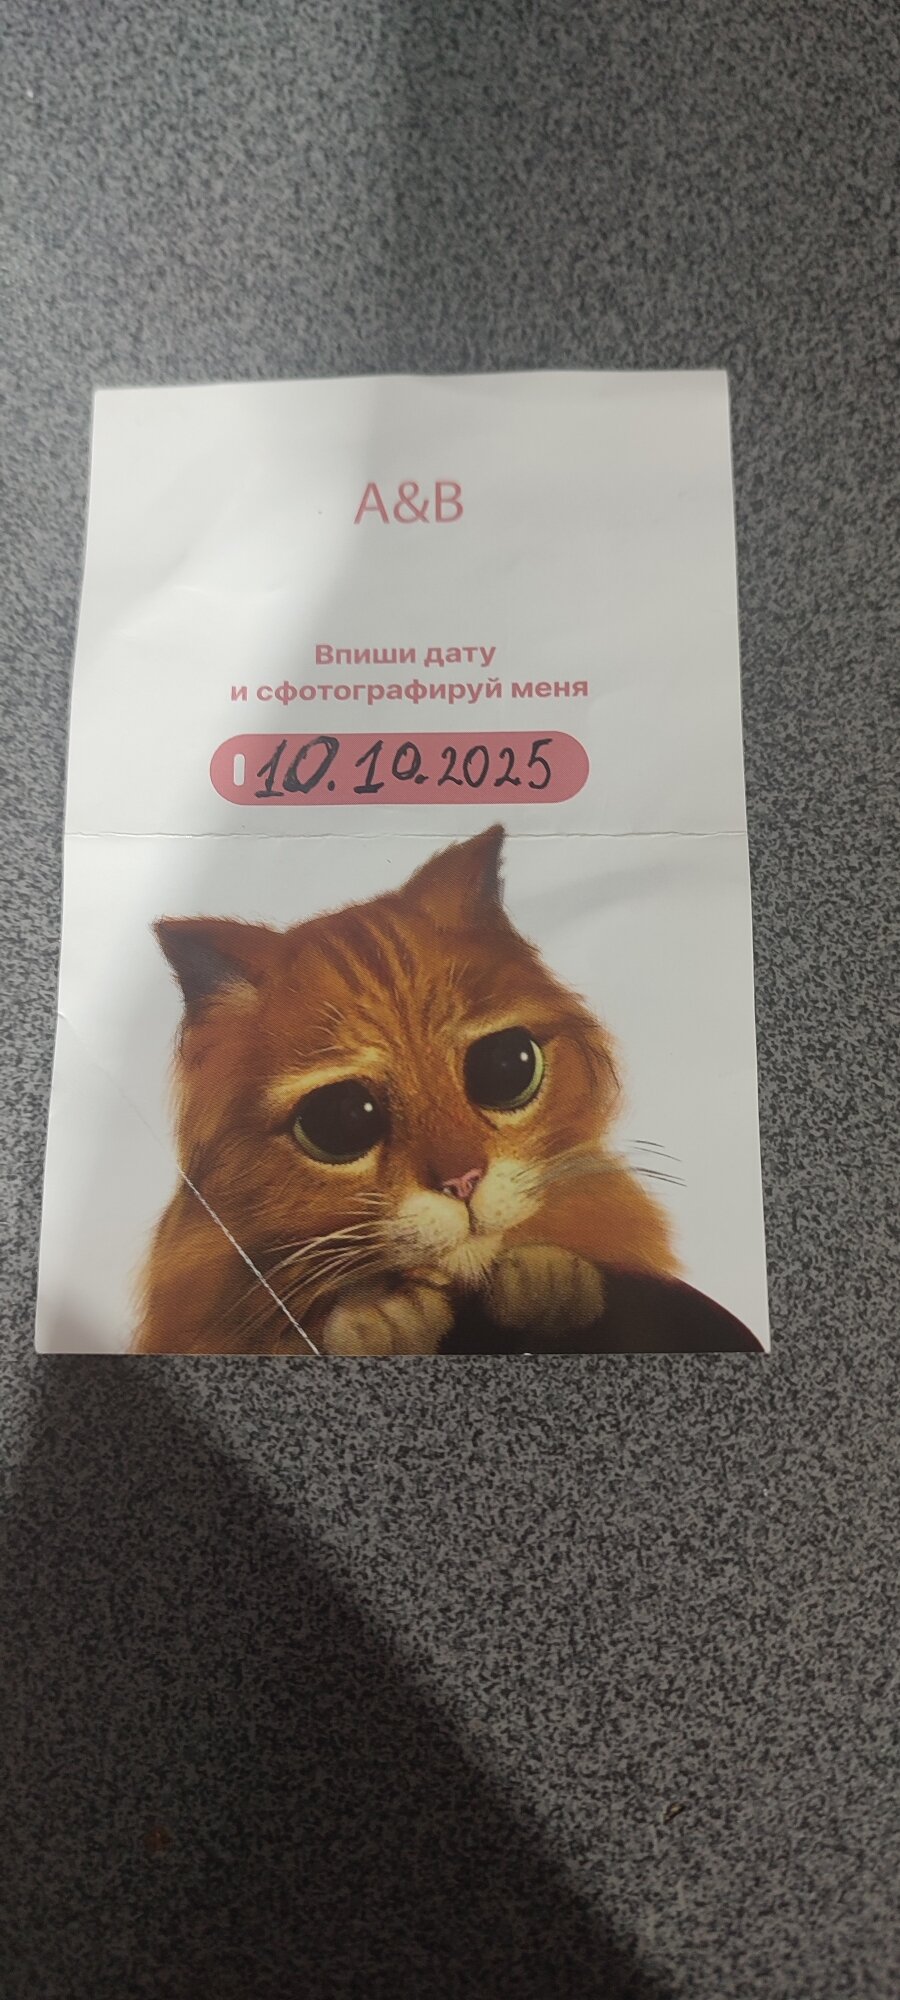 A&B
Впиши дату
и сфотографируй меня
10.10.2025